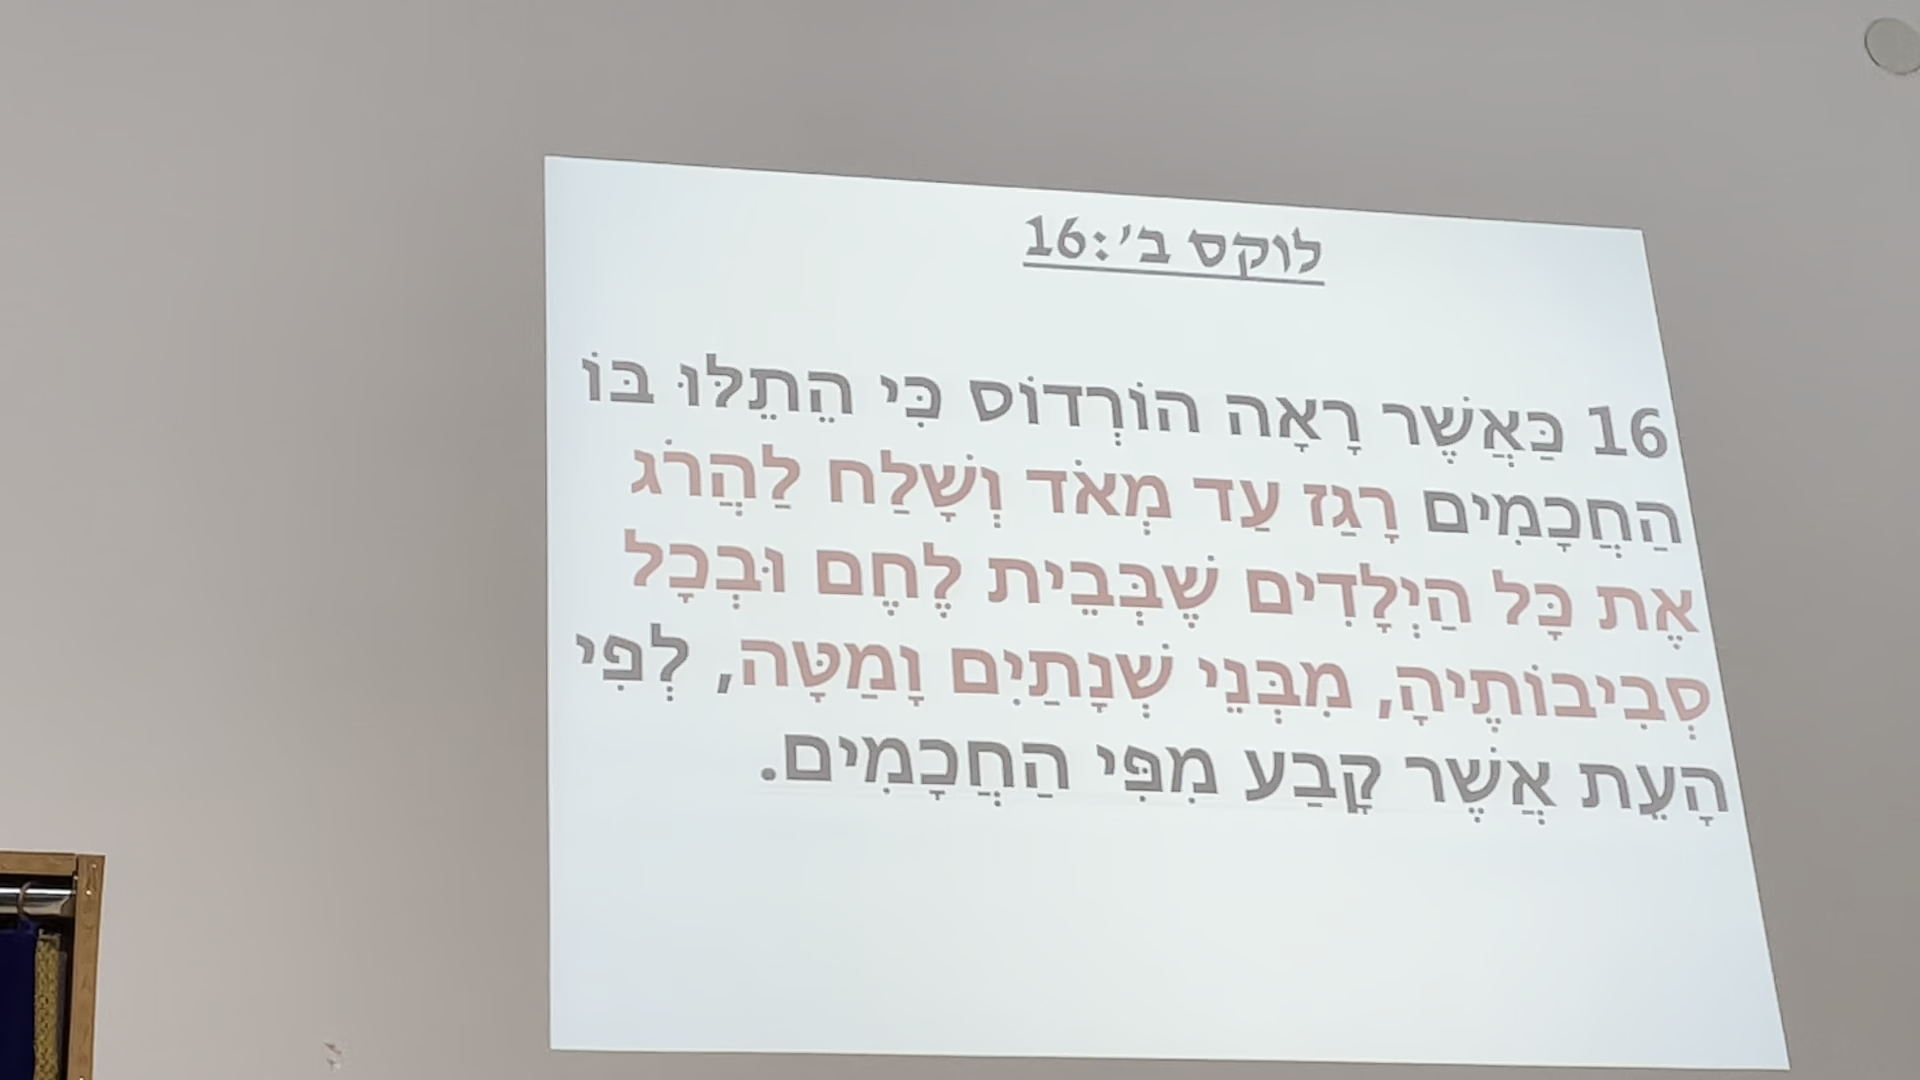 לוקס ב׳:16
16 כַּאֲשֶׁר רָאָה הוֹרְדוֹס כִּי הֵתֵלּוּ בּוֹ
הַחֲכָמִים רָגַז עַד מְאֹד וְשָׁלַח לַהֲרֹג
אֶת כָּל הַיְלָדִים שֶׁבְּבֵית לֶחֶם וּבְכָל
סְבִיבוֹתֶיהָ, מִבְּנֵי שְׁנָתַיִם וָמַטָּה, לְפִי
הָעֵת אֲשֶׁר קָבַע מִפִּי הַחֲכָמִים.